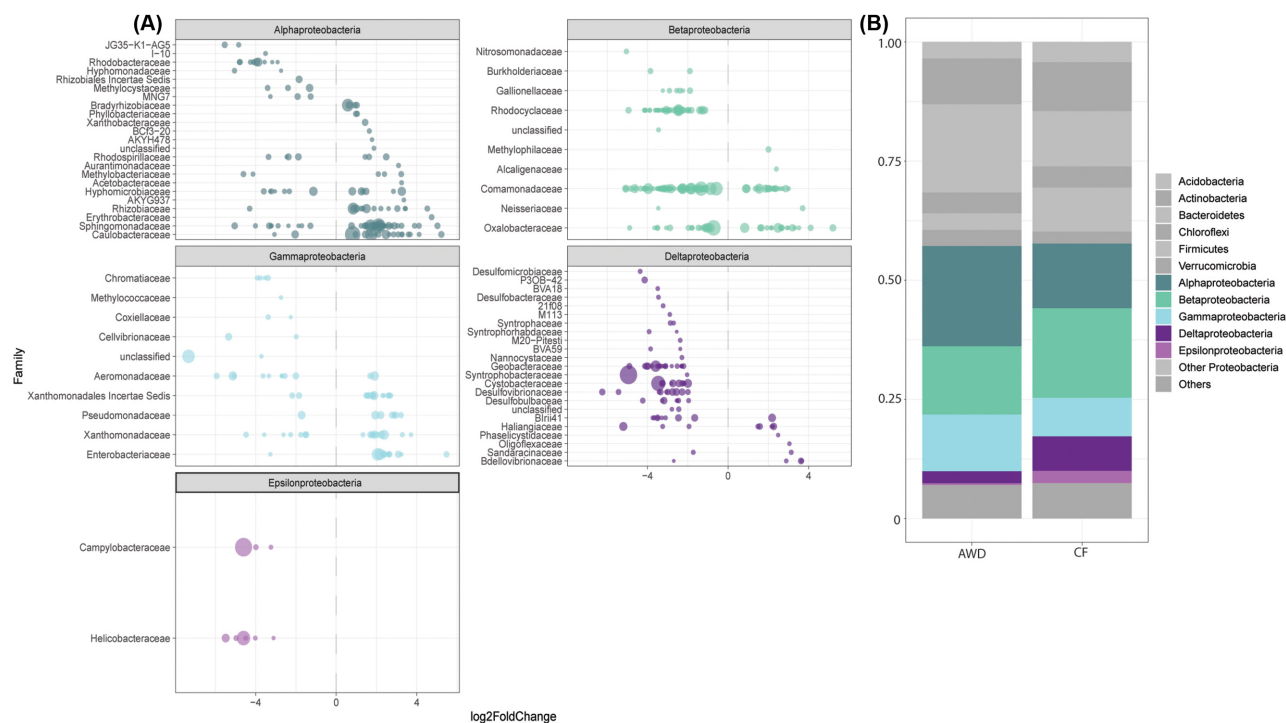 (A)
(B)
Alphaproteobacteria
JG35-K1-AG5
I-10
Rhodobacteraceae
Hyphomonadaceae
Rhizobiales Incertae Sedis
Methylocystaceae
MNG7
Bradyrhizobiaceae
Phyllobacteriaceae
Xanthobacteraceae
BCf3-20
AKYH478
unclassified
Rhodospirillaceae
Aurantimonadaceae
Methylobacteriaceae
Acetobacteraceae
Hyphomicrobiaceae
AKYG937
Rhizobiaceae
Erythrobacteraceae
Sphingomonadaceae
Caulobacteraceae
Betaproteobacteria
Nitrosomonadaceae
Burkholderiaceae
Gallionellaceae
Rhodocyclaceae
unclassified
Methylophilaceae
Alcaligenaceae
Comamonadaceae
Neisseriaceae
Oxalobacteraceae
Gammaproteobacteria
Chromatiaceae
Methylococcaceae
Coxiellaceae
Cellvibrionaceae
unclassified
Aeromonadaceae
Xanthomonadales Incertae Sedis
Pseudomonadaceae
Xanthomonadaceae
Enterobacteriaceae
Deltaproteobacteria
Desulfomicrobiaceae
P3OB-42
BVA18
Desulfobacteraceae
21f08
M113
Syntrophaceae
Syntrophorhabdaceae
M20-Pitesti
BVA59
Nannocystaceae
Geobacteraceae
Syntrophobacteraceae
Cystobacteraceae
Desulfovibrionaceae
Desulfobulbaceae
unclassified
BIrii41
Haliangiaceae
Phaselicystidaceae
Oligoflexaceae
Sandaracinaceae
Bdellovibrionaceae
-4 0 4
Epsilonproteobacteria
Campylobacteraceae
Helicobacteraceae
-4 0 4
Family
log2FoldChange
1.00
0.75
0.50
0.25
0
AWD CF
Acidobacteria
Actinobacteria
Bacteroidetes
Chloroflexi
Firmicutes
Verrucomicrobia
Alphaproteobacteria
Betaproteobacteria
Gammaproteobacteria
Deltaproteobacteria
Epsilonproteobacteria
Other Proteobacteria
Others